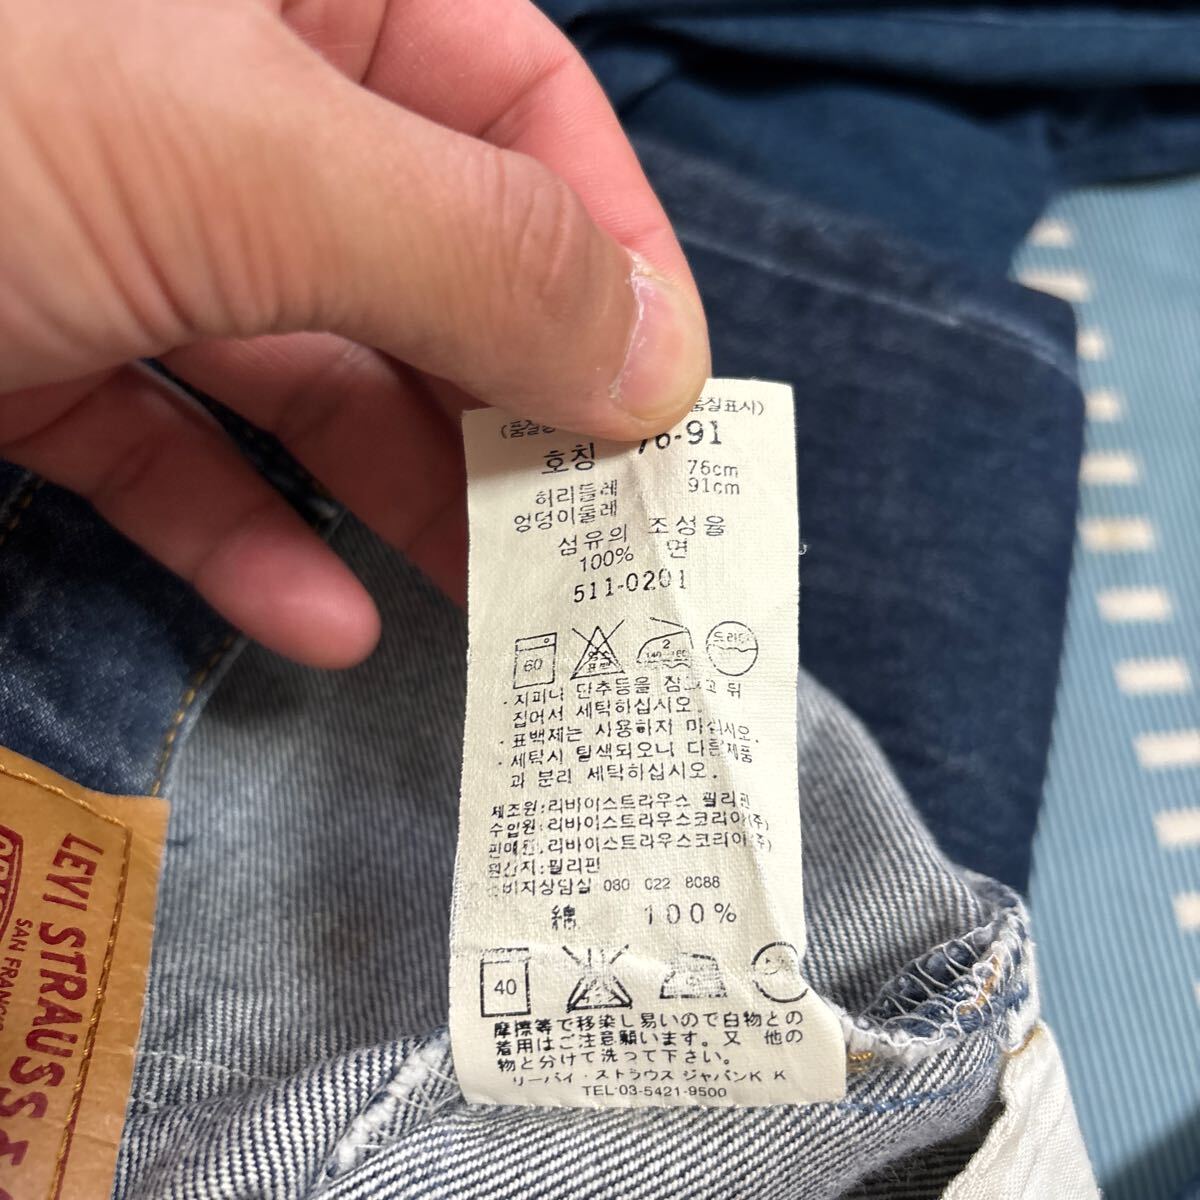 품질표시)
76-91
호칭
허리둘레 76cm
엉덩이둘레 91cm
섬유의 조성율
100% 면
511-0201
60
2
드라이
· 지퍼나 단추등을 잠그고 뒤
집어서 세탁하십시오.
· 표백제는 사용하지 마십시오.
· 세탁시 탈색되오니 다른제품
과 분리 세탁하십시오.
제조원:리바이스트라우스 필리핀
수입원:리바이스트라우스코리아(주)
판매원:리바이스트라우스코리아(주)
원산지:필리핀
소비자상담실 080 022 8088
綿 100%
40
摩擦等で移染し易いので白物との
着用はご注意願います。又 他の
物と分けて洗って下さい。
リーバイ・ストラウス ジャパンK K
TEL:03-5421-9500
LEVI STRAUSS &